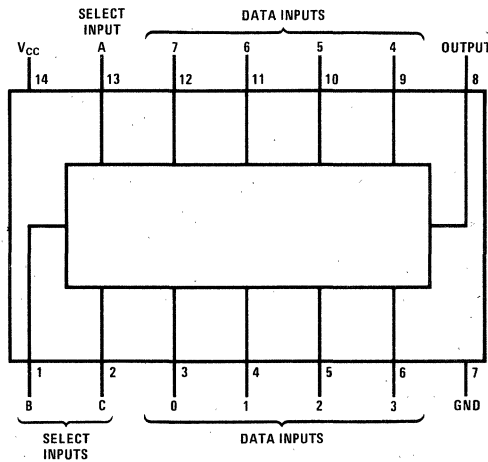 SELECT
INPUT
DATA INPUTS
VCC A 7 6 5 4 OUTPUT
14 13 12 11 10 9 8
1 2 3 4 5 6 7
B C 0 1 2 3 GND
SELECT
INPUTS
DATA INPUTS